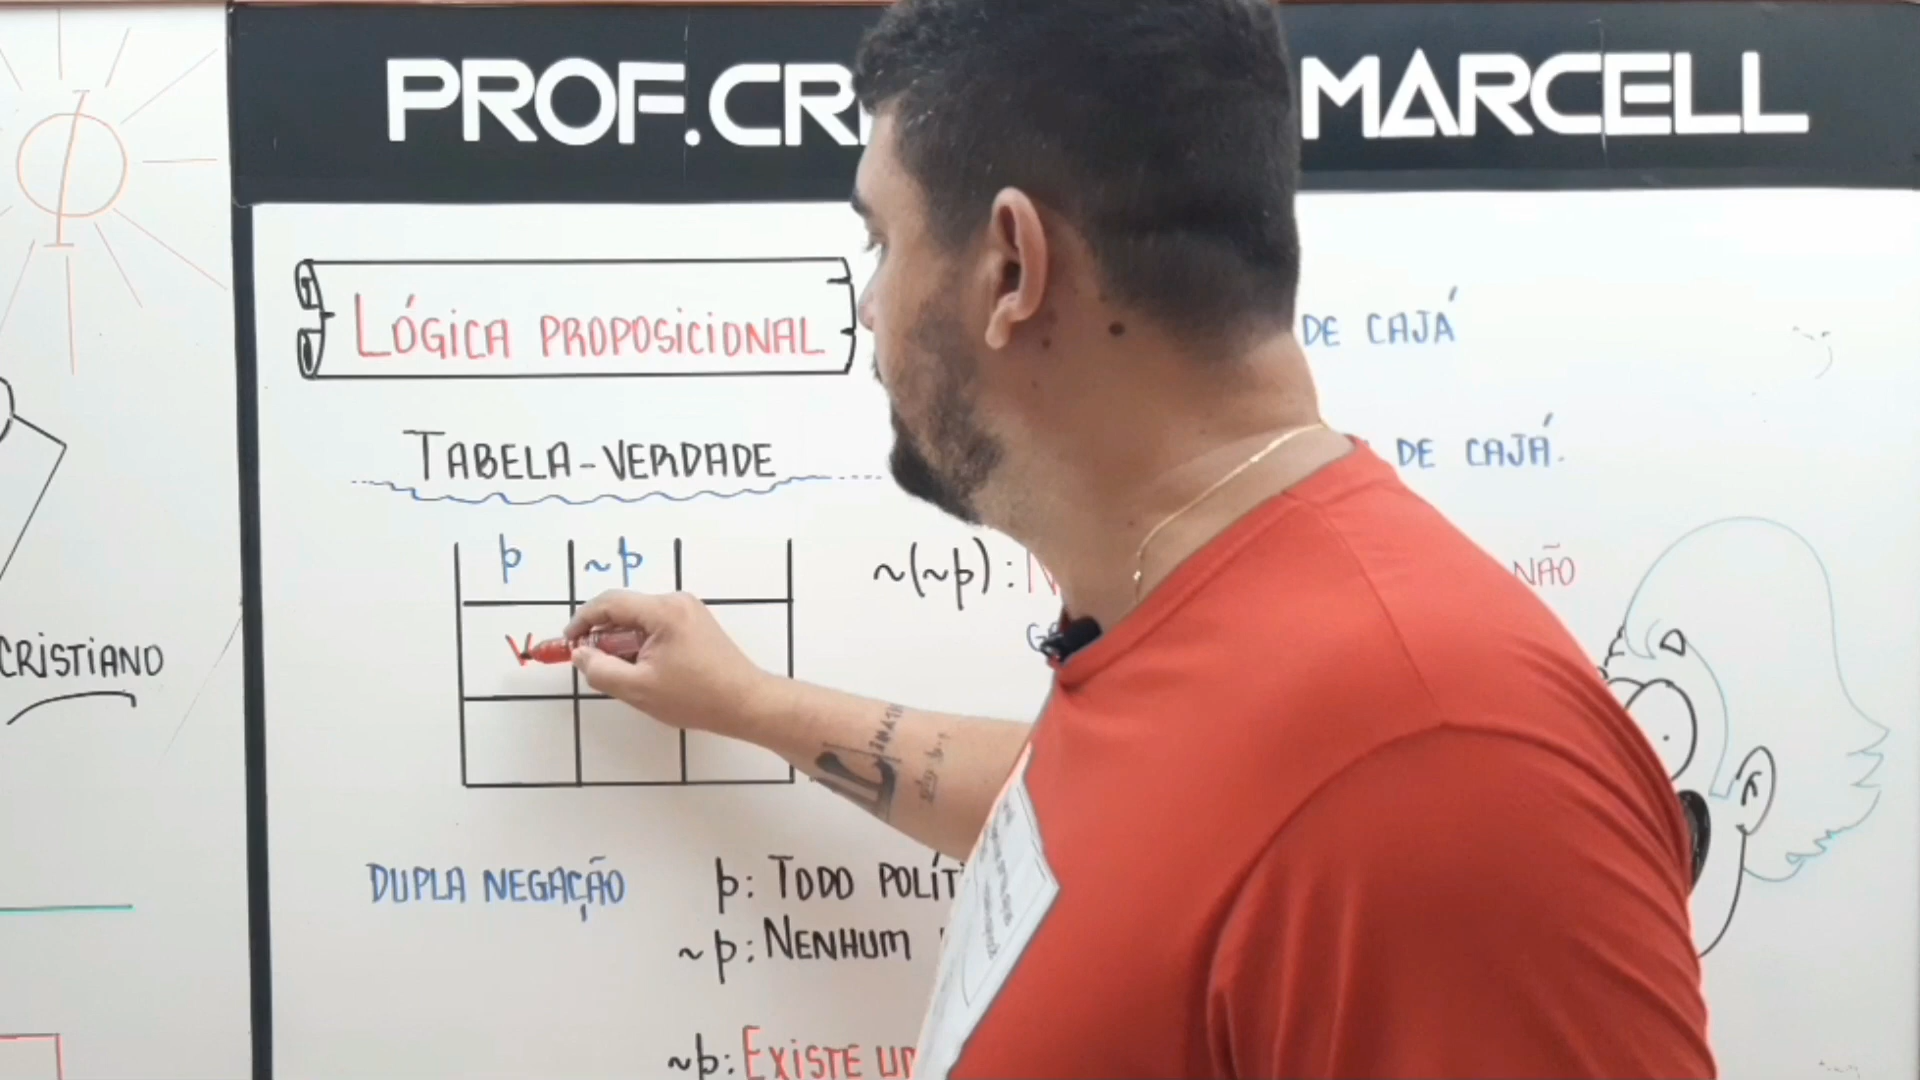 PROF.CR MARCELL
LÓGICA PROPOSICIONAL
DE CAJÁ
TABELA-VERDADE
DE CAJÁ.
p ~p
~(~p): N NÃO
V
CRISTIANO
DUPLA NEGAÇÃO
p: TODO POLÍT
~p: NENHUM
~p: EXISTE UM